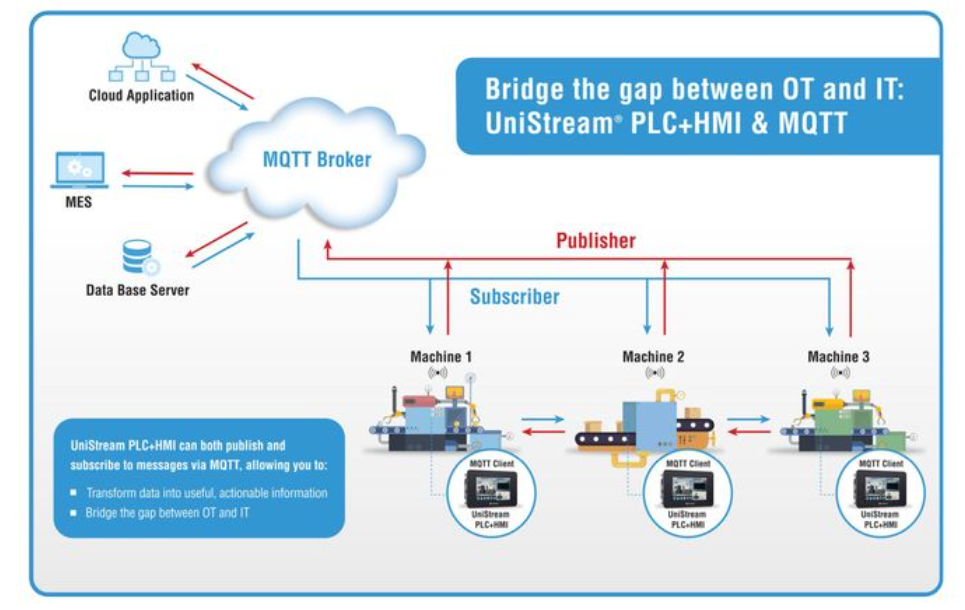 Bridge the gap between OT and IT:
UniStream® PLC+HMI & MQTT
Cloud Application
MQTT Broker
MES
Data Base Server
Publisher
Subscriber
Machine 1
Machine 2
Machine 3
UniStream PLC+HMI can both publish and
subscribe to messages via MQTT, allowing you to:
Transform data into useful, actionable information
Bridge the gap between OT and IT
MQTT Client
UniStream
PLC+HMI
MQTT Client
UniStream
PLC+HMI
MQTT Client
UniStream
PLC+HMI